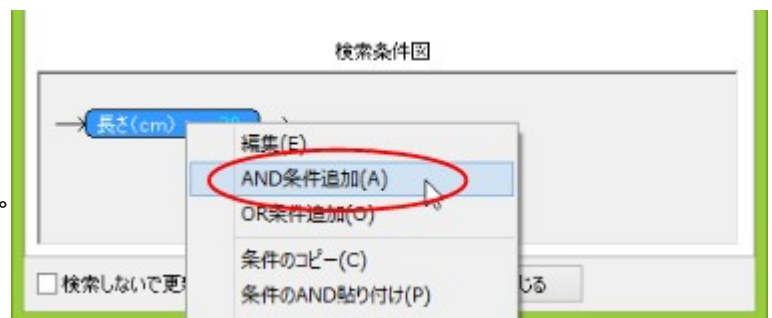 検索条件図
長さ(cm)
編集(E)
AND条件追加(A)
OR条件追加(O)
条件のコピー(C)
条件のAND貼り付け(P)
検索しないで更
じる
。